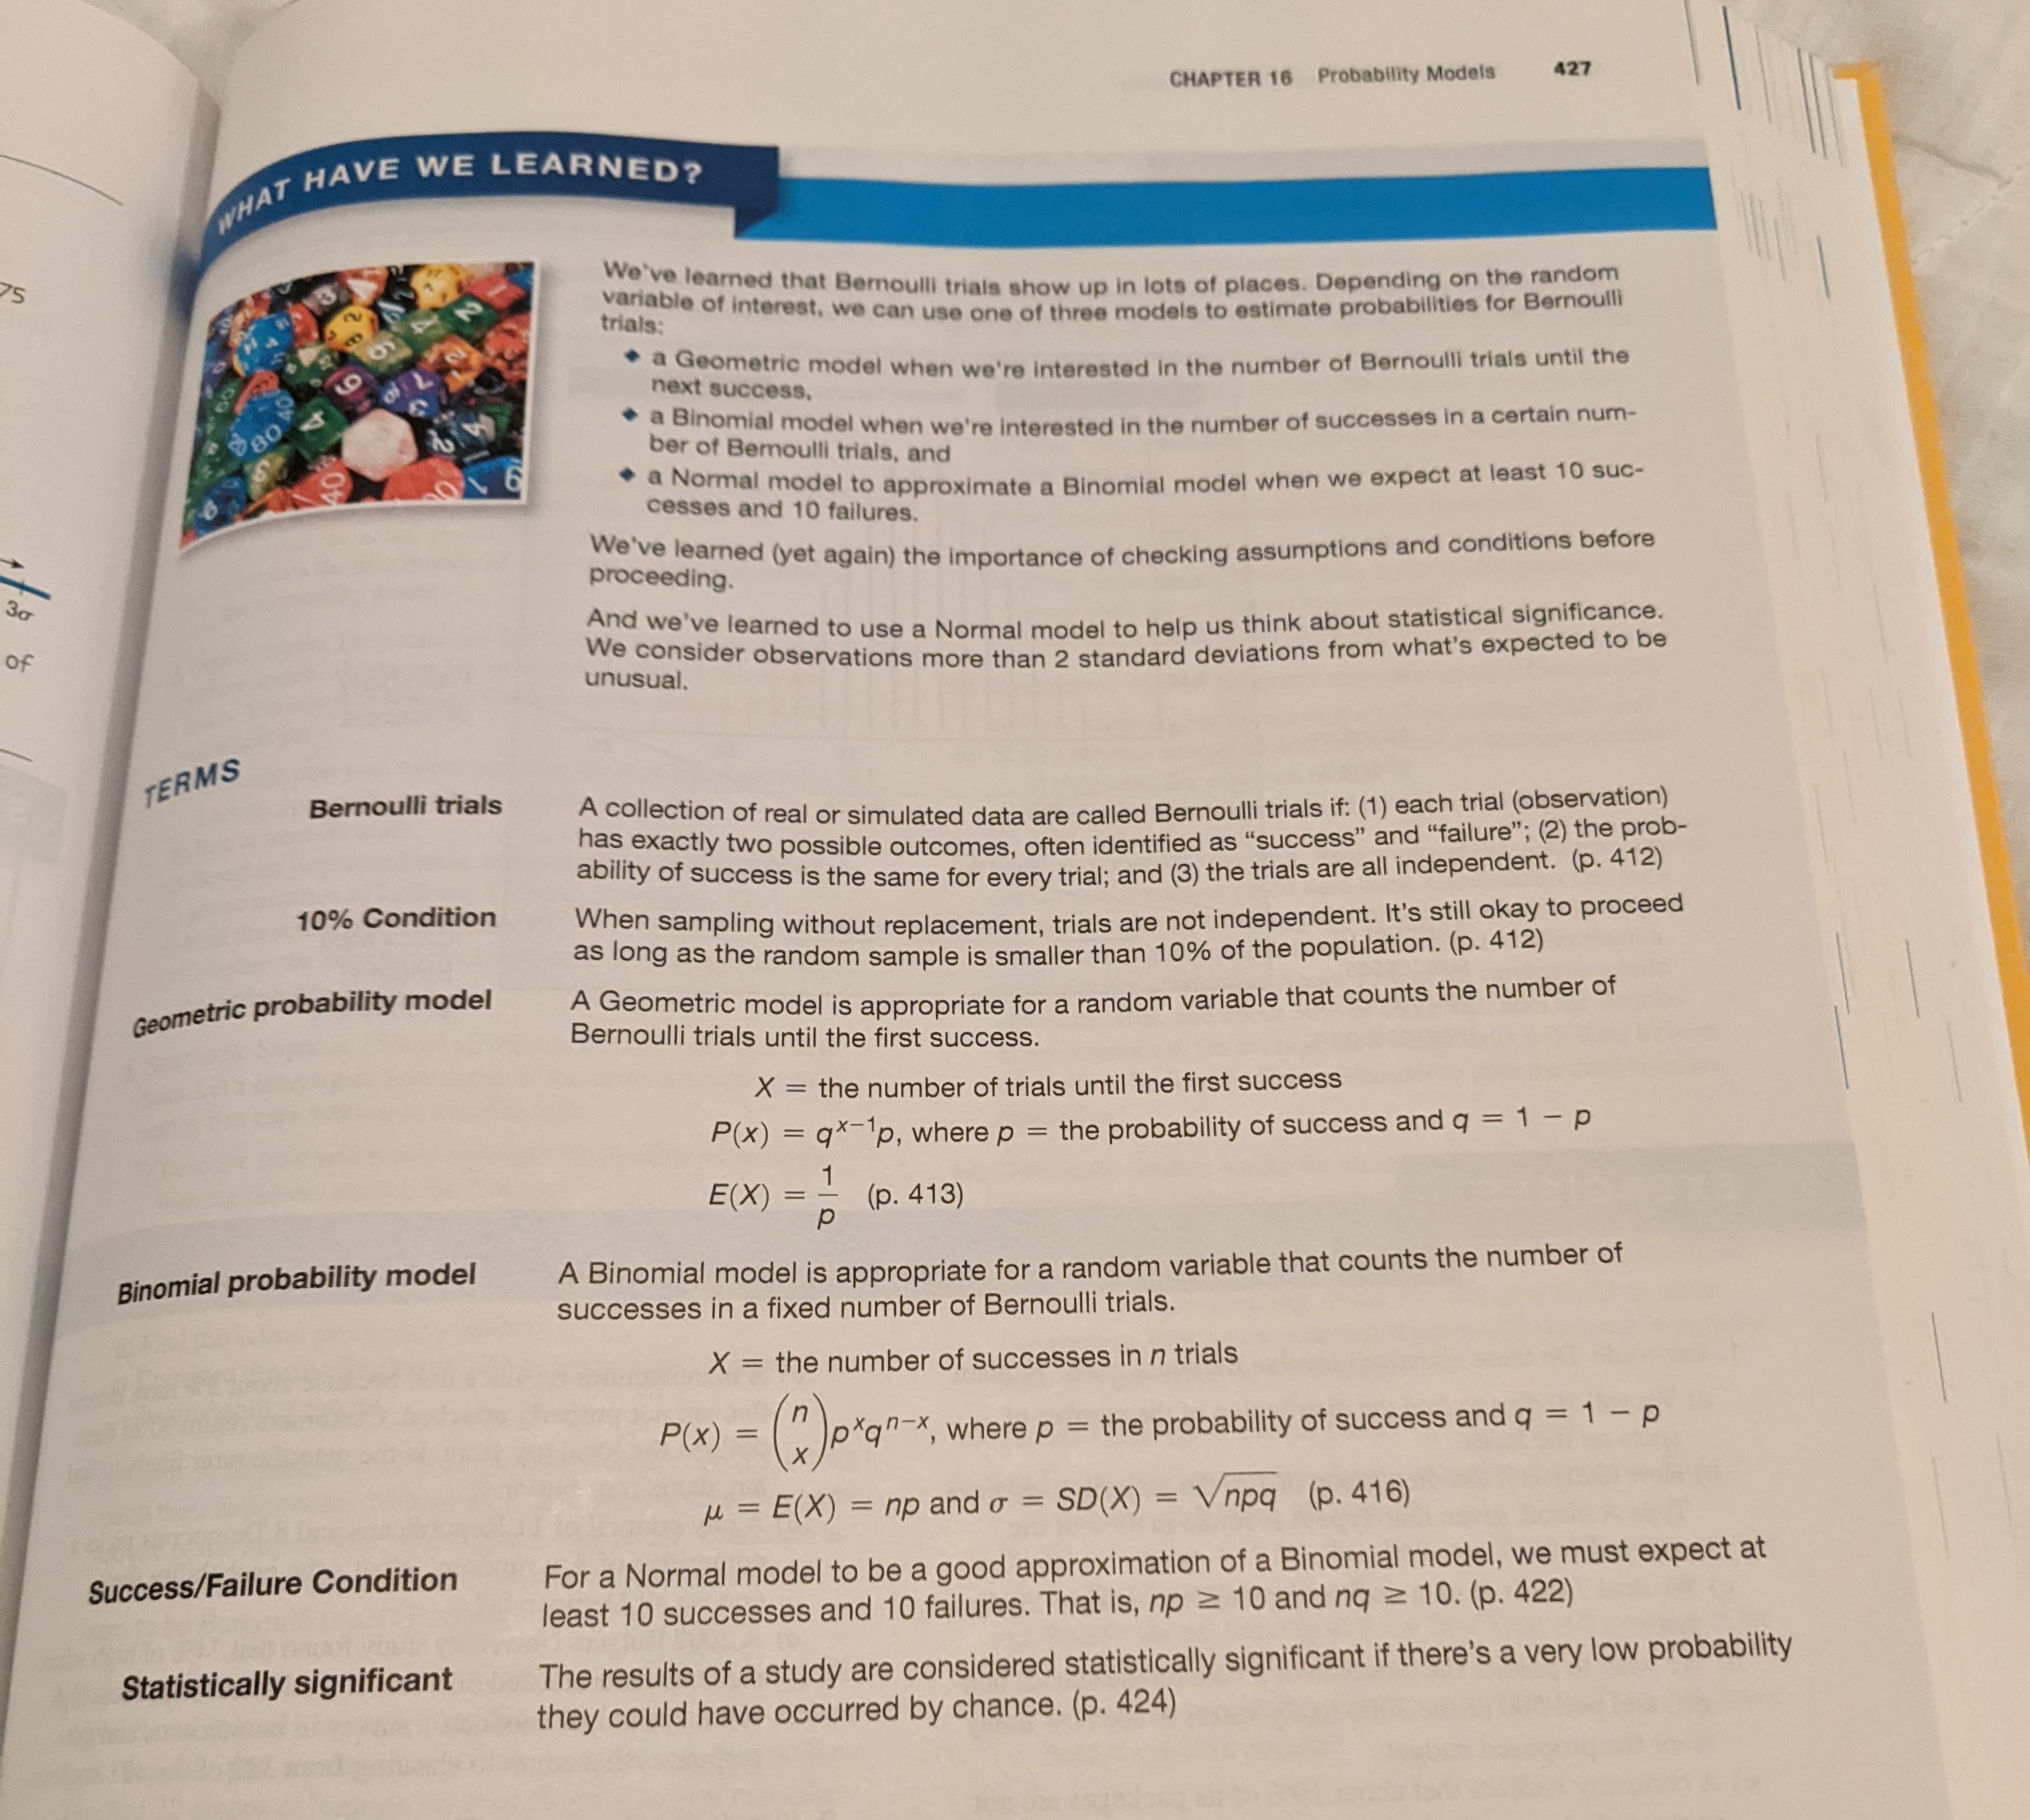 CHAPTER 16 Probability Models 427
WHAT HAVE WE LEARNED?
We've learned that Bernoulli trials show up in lots of places. Depending on the random
variable of interest, we can use one of three models to estimate probabilities for Bernoulli
trials:
◆ a Geometric model when we're interested in the number of Bernoulli trials until the
next success,
◆ a Binomial model when we're interested in the number of successes in a certain num-
ber of Bernoulli trials, and
◆ a Normal model to approximate a Binomial model when we expect at least 10 suc-
cesses and 10 failures.
We've learned (yet again) the importance of checking assumptions and conditions before
proceeding.
And we've learned to use a Normal model to help us think about statistical significance.
We consider observations more than 2 standard deviations from what's expected to be
unusual.
TERMS
Bernoulli trials A collection of real or simulated data are called Bernoulli trials if: (1) each trial (observation)
has exactly two possible outcomes, often identified as “success” and “failure”; (2) the prob-
ability of success is the same for every trial; and (3) the trials are all independent. (p. 412)
10% Condition When sampling without replacement, trials are not independent. It's still okay to proceed
as long as the random sample is smaller than 10% of the population. (p. 412)
Geometric probability model A Geometric model is appropriate for a random variable that counts the number of
Bernoulli trials until the first success.
X = the number of trials until the first success
P(x) = qˣ⁻¹p, where p = the probability of success and q = 1 − p
E(X) = 1/p (p. 413)
Binomial probability model A Binomial model is appropriate for a random variable that counts the number of
successes in a fixed number of Bernoulli trials.
X = the number of successes in n trials
P(x) = (n x) pˣqⁿ⁻ˣ, where p = the probability of success and q = 1 − p
μ = E(X) = np and σ = SD(X) = √npq (p. 416)
Success/Failure Condition For a Normal model to be a good approximation of a Binomial model, we must expect at
least 10 successes and 10 failures. That is, np ≥ 10 and nq ≥ 10. (p. 422)
Statistically significant The results of a study are considered statistically significant if there's a very low probability
they could have occurred by chance. (p. 424)
75
3σ
of